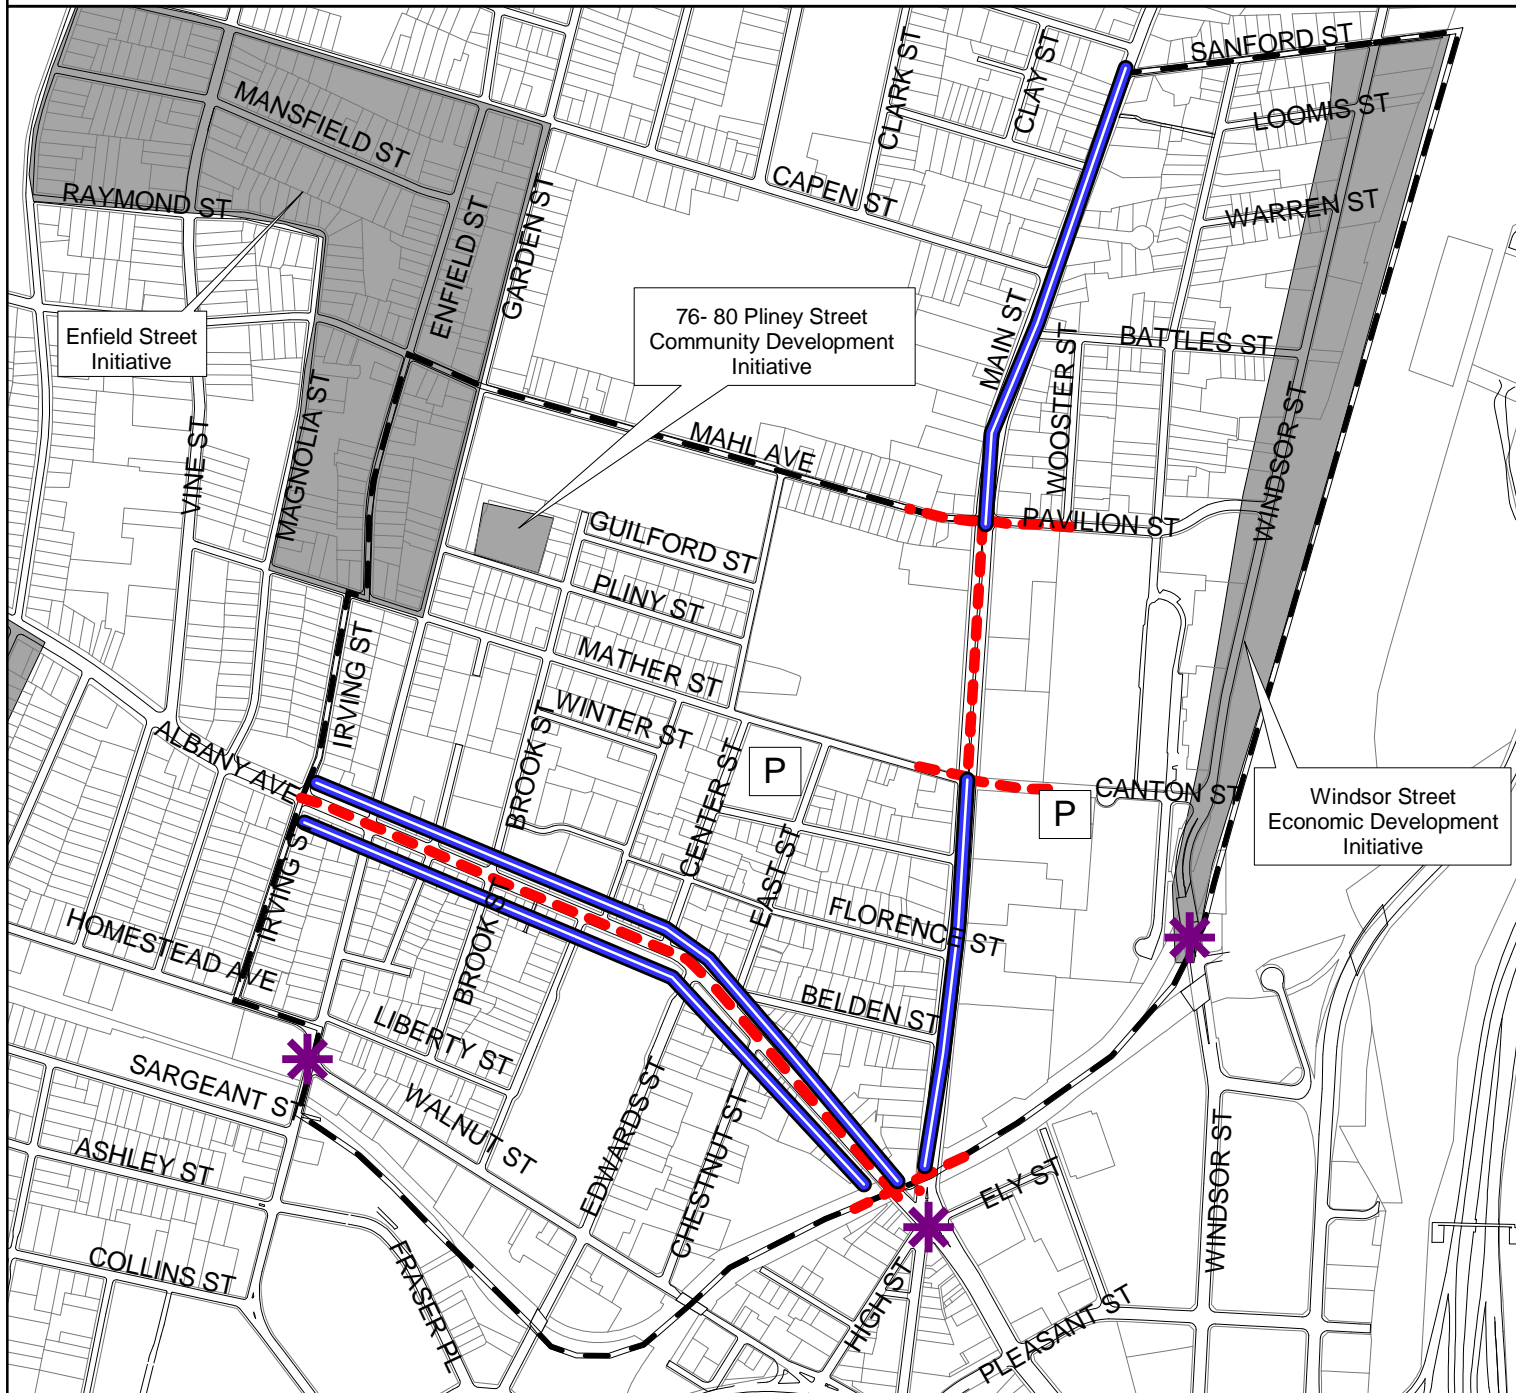 SANFORD ST
CLARK ST
CLAY ST
MANSFIELD ST
LOOMIS ST
CAPEN ST
RAYMOND ST
WARREN ST
ENFIELD ST
GARDEN ST
Enfield Street
Initiative
76- 80 Pliney Street
Community Development
Initiative
MAIN ST
BATTLES ST
WOOSTER ST
MAGNOLIA ST
VINE ST
MAHL AVE
WINDSOR ST
PAVILION ST
GUILFORD ST
PLINY ST
MATHER ST
IRVING ST
WINTER ST
ALBANY AVE
BROOK ST
CENTER ST
P
CANTON ST
P
Windsor Street
Economic Development
Initiative
IRVING S
EAST ST
BROOK ST
FLORENCE ST
HOMESTEAD AVE
BELDEN ST
LIBERTY ST
SARGEANT ST
WALNUT ST
EDWARDS ST
CHESTNUT ST
ASHLEY ST
ELY ST
WINDSOR ST
COLLINS ST
FRASER PL
HIGH ST
PLEASANT ST